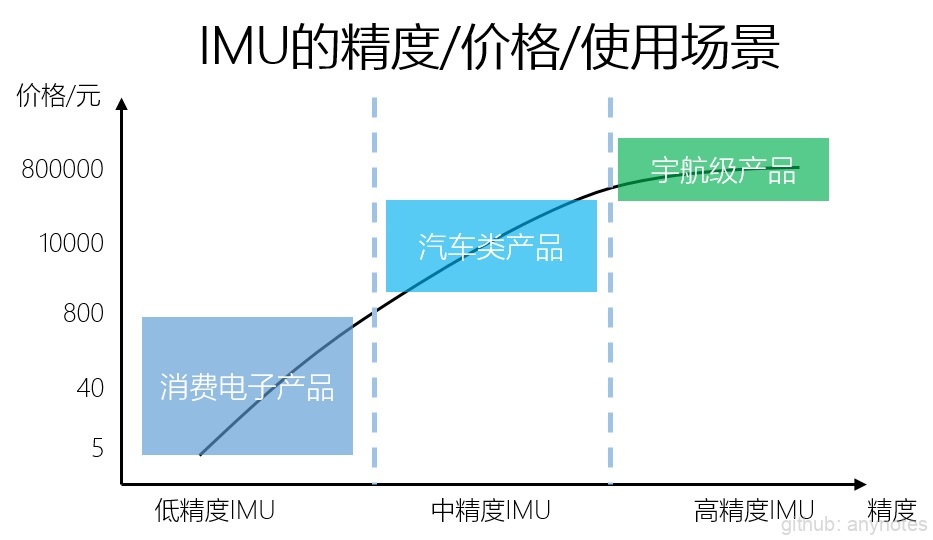 IMU的精度/价格/使用场景
价格/元
800000
宇航级产品
10000
汽车类产品
800
40
消费电子产品
5
低精度IMU
中精度IMU
高精度IMU
精度
github: anynotes